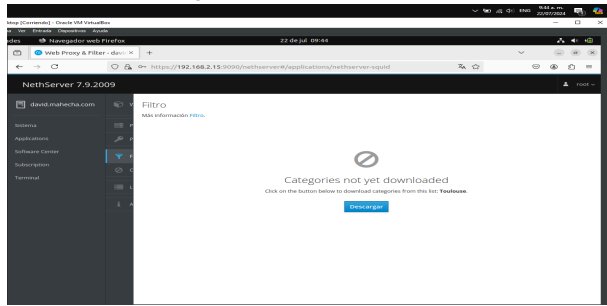 9:44 a. m.
ENG
22/07/2024
ktop [Corriendo] - Oracle VM VirtualBox
Ver Entrada Dispositivos Ayuda
des Navegador web Firefox 22 de jul 09:44
Web Proxy & Filter - davi
https://192.168.2.15:9090/nethserver#/applications/nethserver-squid
NethServer 7.9.2009 root
david.mahecha.com
Sistema
Applications
Software Center
Subscription
Terminal
Filtro
Más información Filtro.
Categories not yet downloaded
Click on the button below to download categories from this list: Toulouse.
Descargar